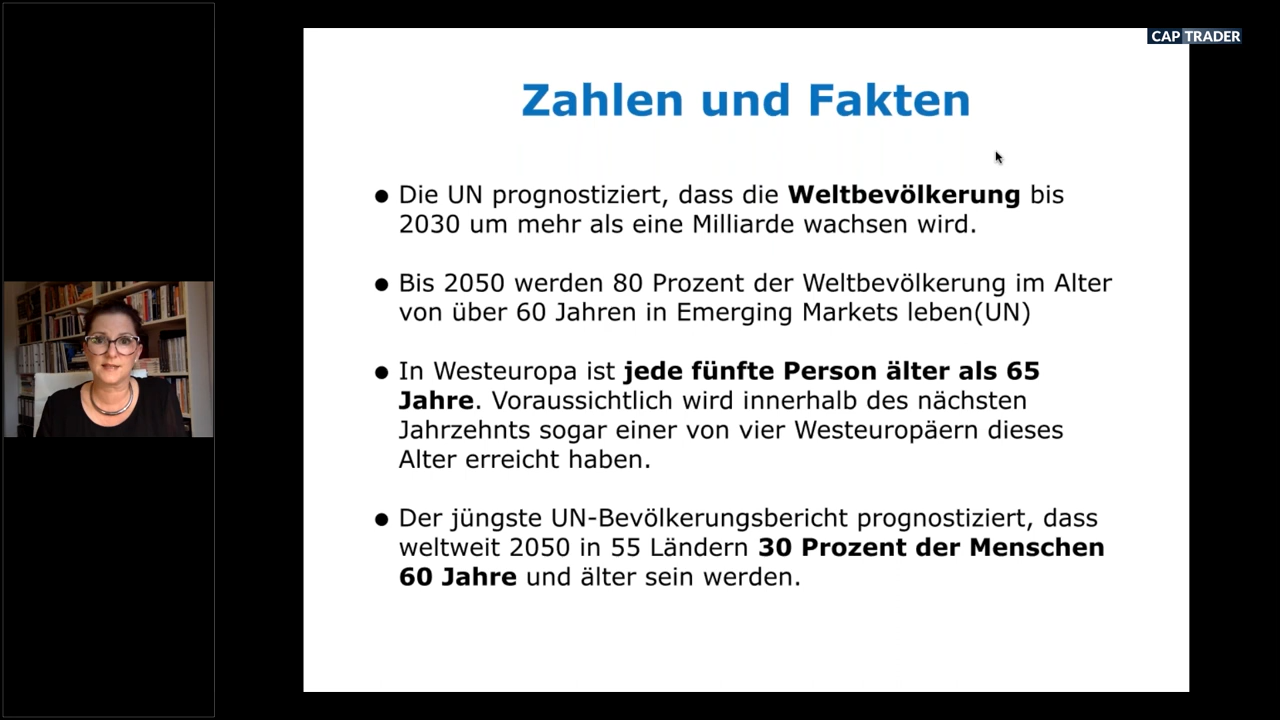 CAP TRADER
Zahlen und Fakten
● Die UN prognostiziert, dass die Weltbevölkerung bis
2030 um mehr als eine Milliarde wachsen wird.
● Bis 2050 werden 80 Prozent der Weltbevölkerung im Alter
von über 60 Jahren in Emerging Markets leben(UN)
● In Westeuropa ist jede fünfte Person älter als 65
Jahre. Voraussichtlich wird innerhalb des nächsten
Jahrzehnts sogar einer von vier Westeuropäern dieses
Alter erreicht haben.
● Der jüngste UN-Bevölkerungsbericht prognostiziert, dass
weltweit 2050 in 55 Ländern 30 Prozent der Menschen
60 Jahre und älter sein werden.